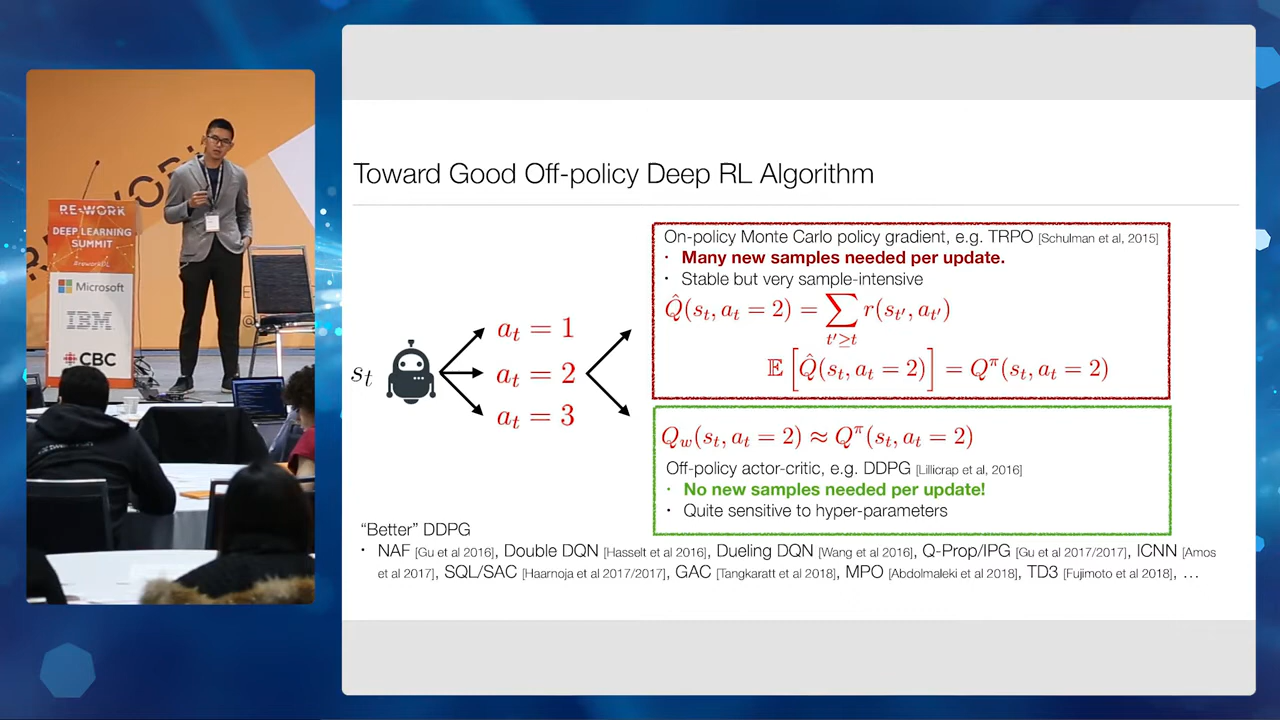 RE•WORK
DEEP LEARNING
SUMMIT
#reworkDL
Microsoft
IBM
CBC
Toward Good Off-policy Deep RL Algorithm
s_t
a_t = 1
a_t = 2
a_t = 3
On-policy Monte Carlo policy gradient, e.g. TRPO [Schulman et al, 2015]
• Many new samples needed per update.
• Stable but very sample-intensive
Q̂(s_t, a_t = 2) = ∑_{t'≥t} r(s_{t'}, a_{t'})
𝔼[Q̂(s_t, a_t = 2)] = Q^π(s_t, a_t = 2)
Q_w(s_t, a_t = 2) ≈ Q^π(s_t, a_t = 2)
Off-policy actor-critic, e.g. DDPG [Lillicrap et al, 2016]
• No new samples needed per update!
• Quite sensitive to hyper-parameters
“Better” DDPG
• NAF [Gu et al 2016], Double DQN [Hasselt et al 2016], Dueling DQN [Wang et al 2016], Q-Prop/IPG [Gu et al 2017/2017], ICNN [Amos
et al 2017], SQL/SAC [Haarnoja et al 2017/2017], GAC [Tangkaratt et al 2018], MPO [Abdolmaleki et al 2018], TD3 [Fujimoto et al 2018], …